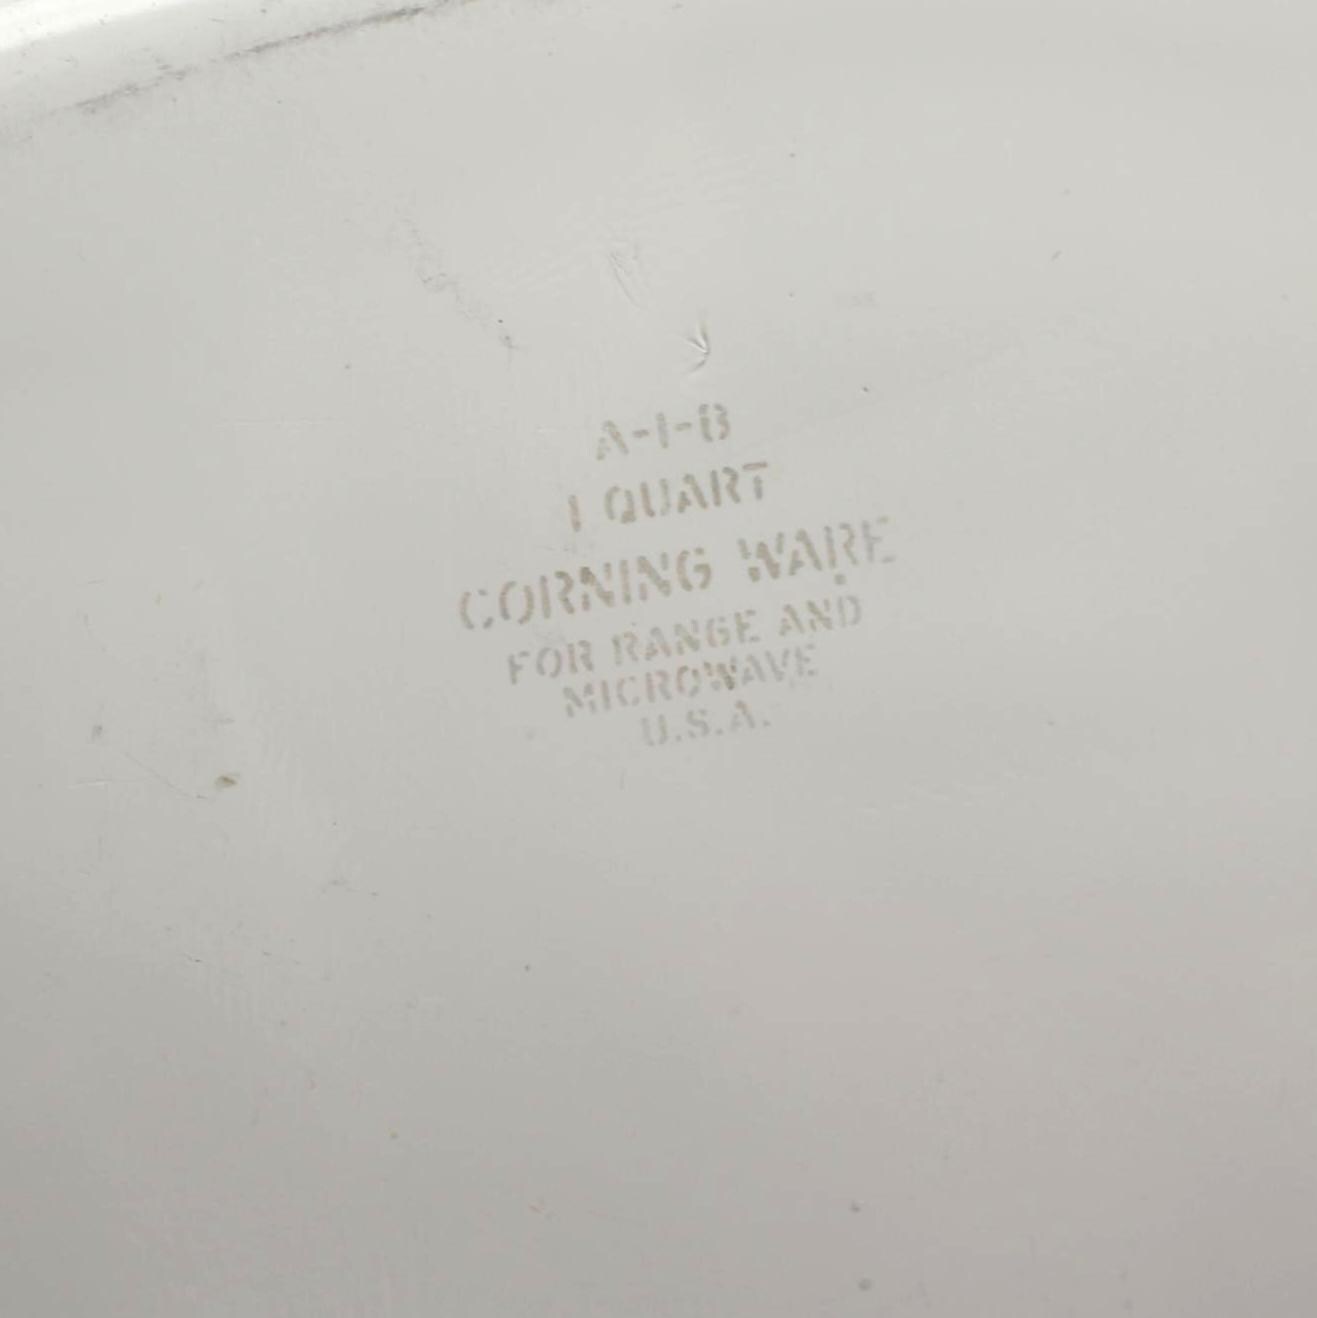 A-1-B
1 QUART
CORNING WARE
FOR RANGE AND
MICROWAVE
U.S.A.